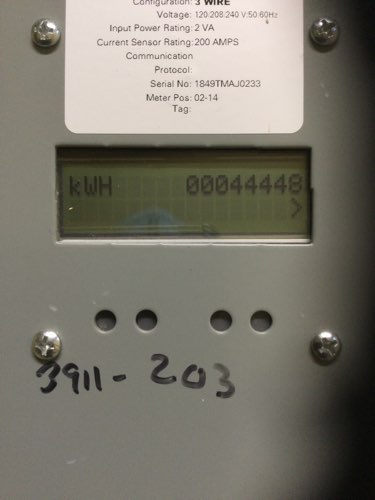 Configuration: 3 WIRE
Voltage: 120:208:240 V:50:60Hz
Input Power Rating: 2 VA
Current Sensor Rating: 200 AMPS
Communication
Protocol:
Serial No: 1849TMAJ0233
Meter Pos: 02-14
Tag:
kWH 00044448
>
3911-203